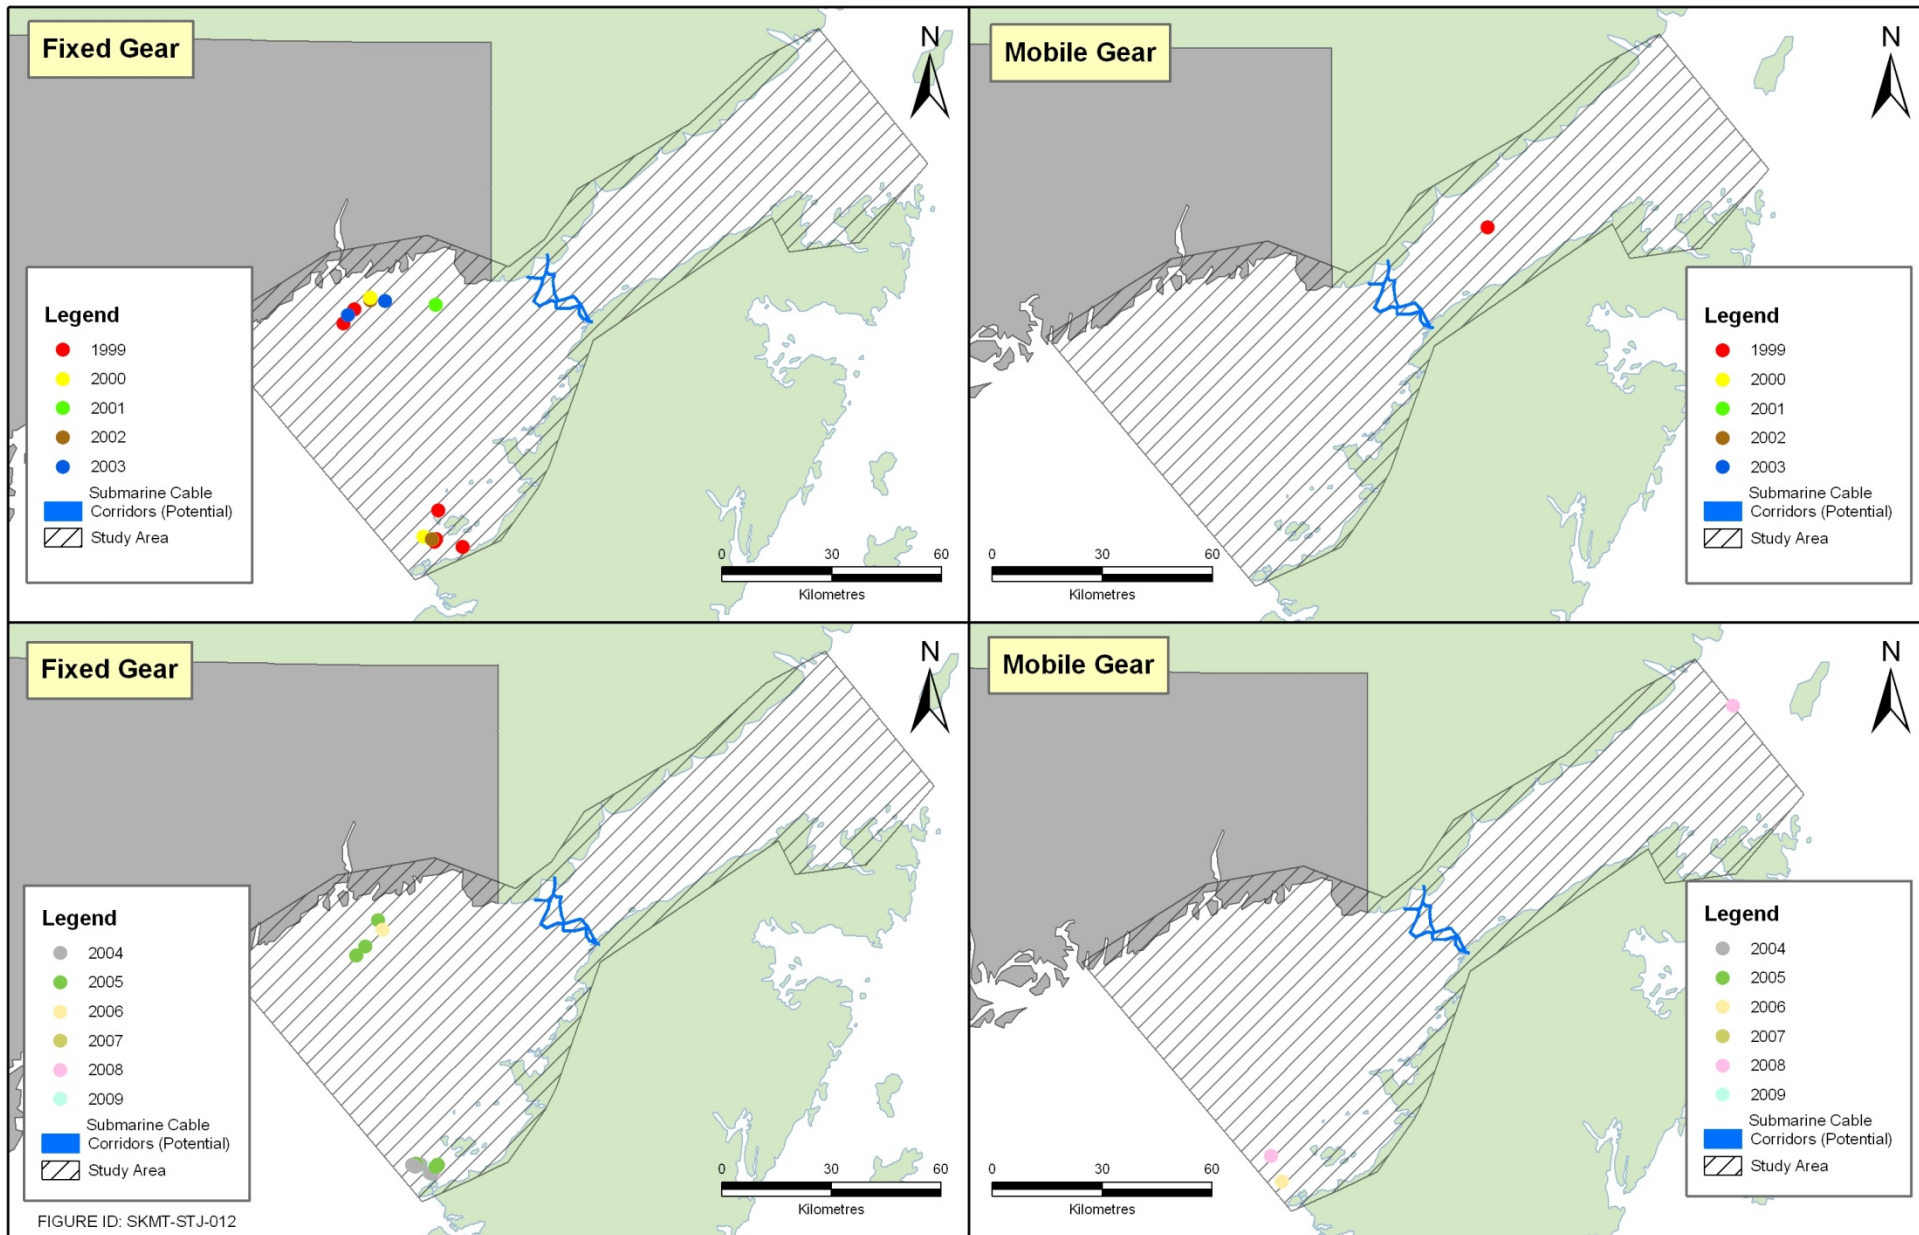 Fixed Gear
N
Legend
1999
2000
2001
2002
2003
Submarine Cable
Corridors (Potential)
Study Area
0 30 60
Kilometres
Mobile Gear
N
Legend
1999
2000
2001
2002
2003
Submarine Cable
Corridors (Potential)
Study Area
0 30 60
Kilometres
Fixed Gear
N
Legend
2004
2005
2006
2007
2008
2009
Submarine Cable
Corridors (Potential)
Study Area
0 30 60
Kilometres
FIGURE ID: SKMT-STJ-012
Mobile Gear
N
Legend
2004
2005
2006
2007
2008
2009
Submarine Cable
Corridors (Potential)
Study Area
0 30 60
Kilometres